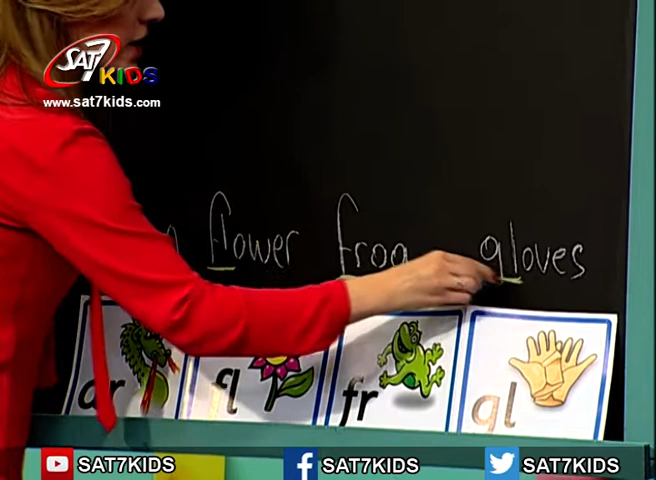 SAT7
KIDS
www.sat7kids.com
flower frog gloves
dr fl fr gl
SAT7KIDS SAT7KIDS SAT7KIDS